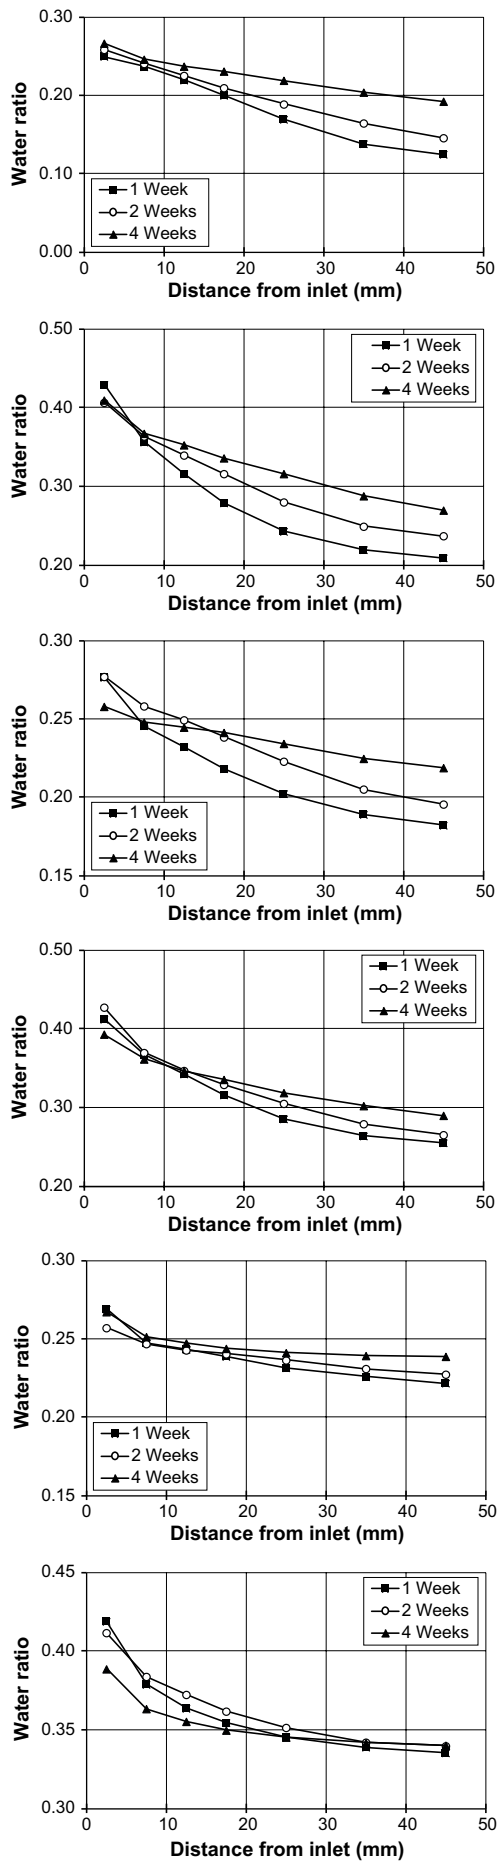 0.30
0.20
0.10
0.00
Water ratio
1 Week
2 Weeks
4 Weeks
0 10 20 30 40 50
Distance from inlet (mm)
0.50
0.40
0.30
0.20
Water ratio
1 Week
2 Weeks
4 Weeks
0 10 20 30 40 50
Distance from inlet (mm)
0.30
0.25
0.20
0.15
Water ratio
1 Week
2 Weeks
4 Weeks
0 10 20 30 40 50
Distance from inlet (mm)
0.50
0.40
0.30
0.20
Water ratio
1 Week
2 Weeks
4 Weeks
0 10 20 30 40 50
Distance from inlet (mm)
0.30
0.25
0.20
0.15
Water ratio
1 Week
2 Weeks
4 Weeks
0 10 20 30 40 50
Distance from inlet (mm)
0.45
0.40
0.35
0.30
Water ratio
1 Week
2 Weeks
4 Weeks
0 10 20 30 40 50
Distance from inlet (mm)